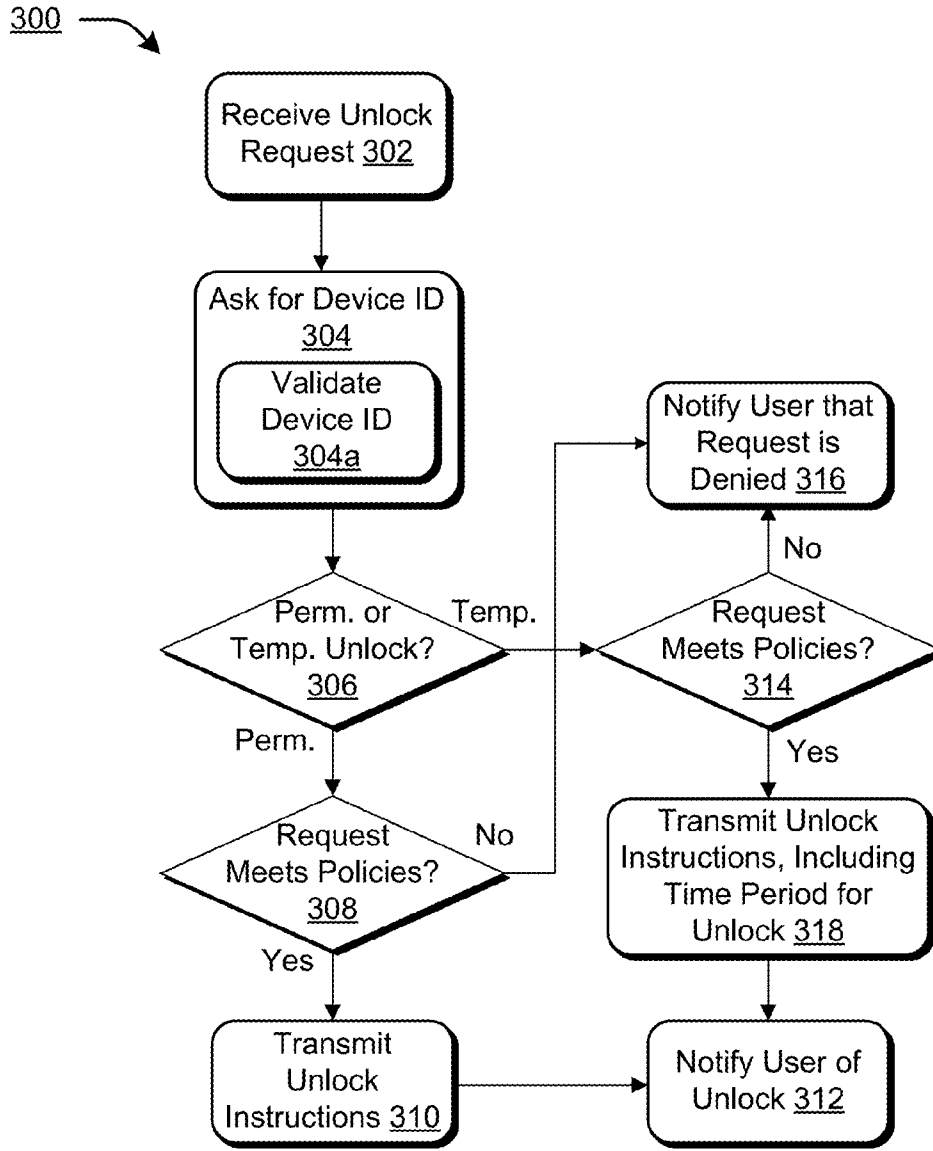 300
Receive Unlock
Request 302
Ask for Device ID
304
Validate
Device ID
304a
Notify User that
Request is
Denied 316
No
Perm. or
Temp. Unlock?
306
Temp.
Request
Meets Policies?
314
Perm.
Yes
Request
Meets Policies?
308
No
Transmit Unlock
Instructions, Including
Time Period for
Unlock 318
Yes
Transmit
Unlock
Instructions 310
Notify User of
Unlock 312